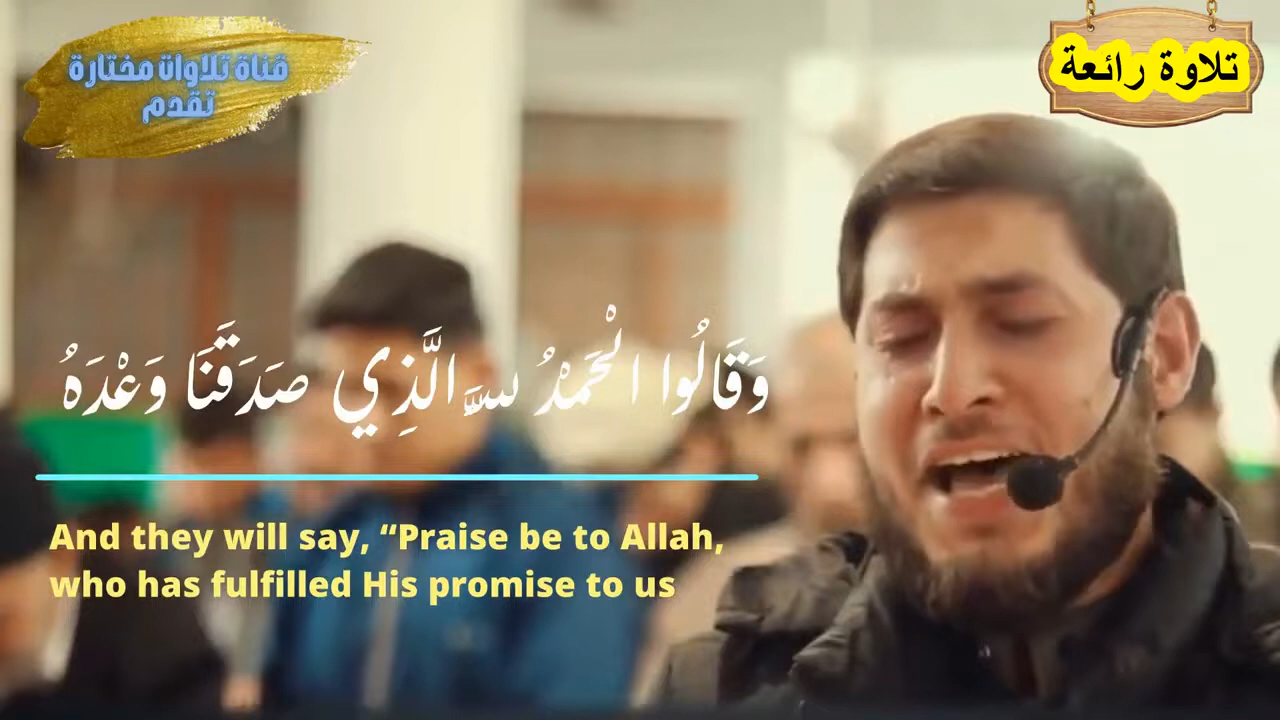 قناة تلاوات مختارة
تقدم
تلاوة رائعة
وَقَالُوا الْحَمْدُ لله الَّذِي صَدَقَنَا وَعْدَهُ
And they will say, “Praise be to Allah,
who has fulfilled His promise to us